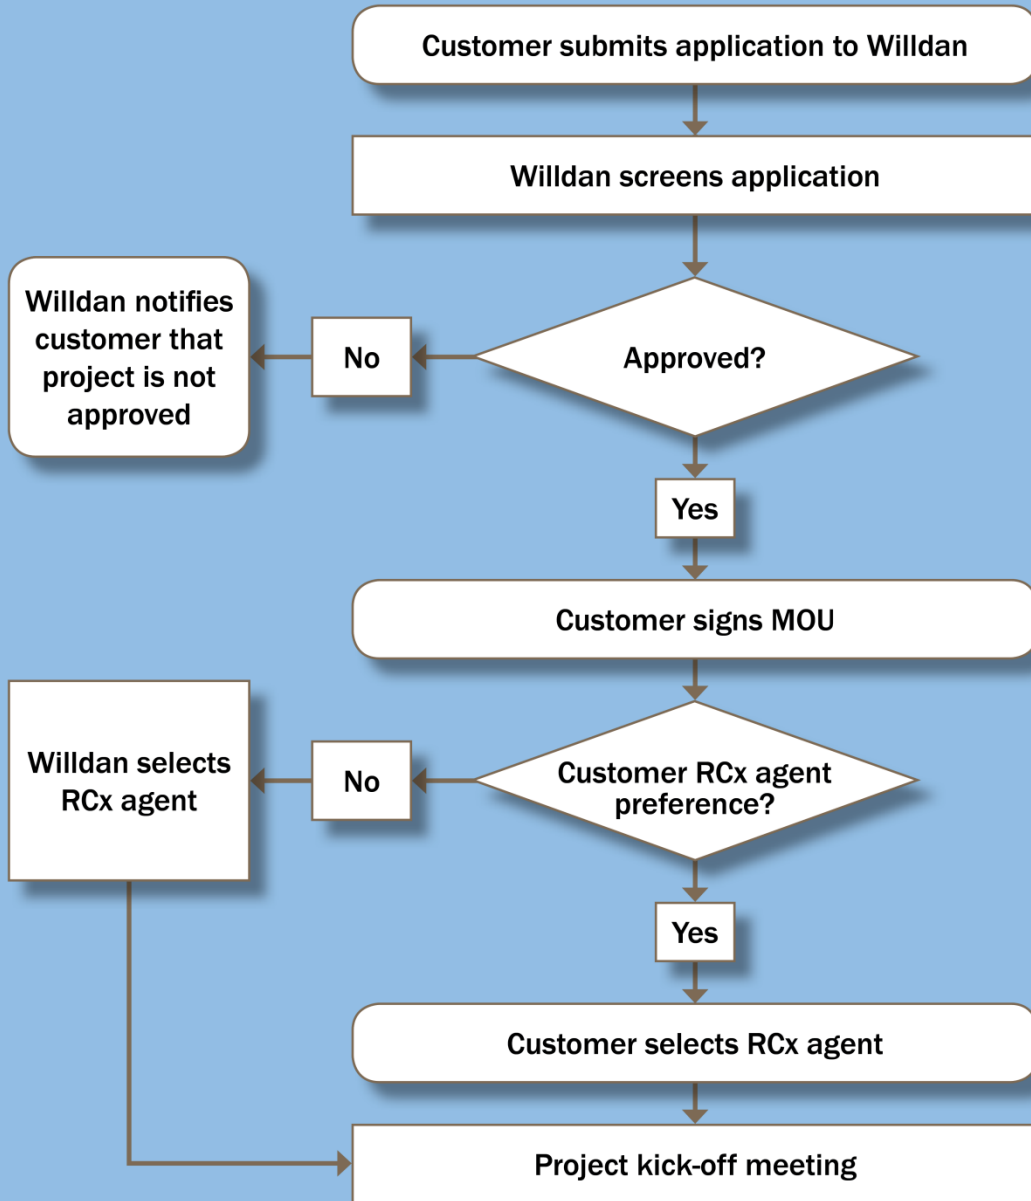 Customer submits application to Willdan
Willdan screens application
Approved?
No
Willdan notifies
customer that
project is not
approved
Yes
Customer signs MOU
Customer RCx agent
preference?
No
Willdan selects
RCx agent
Yes
Customer selects RCx agent
Project kick-off meeting